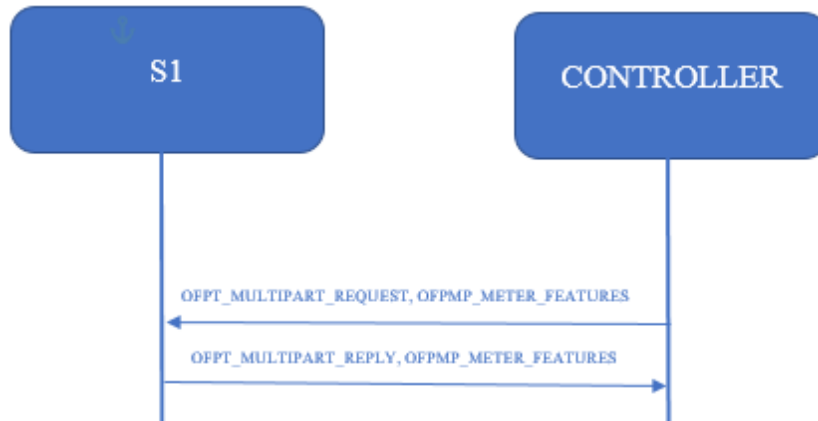 S1
CONTROLLER
OFPT_MULTIPART_REQUEST, OFPMP_METER_FEATURES
OFPT_MULTIPART_REPLY, OFPMP_METER_FEATURES